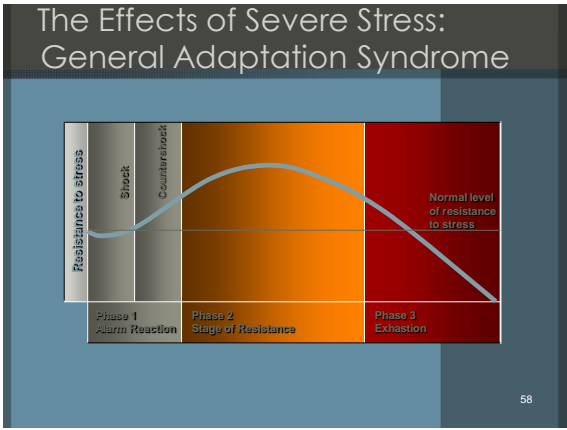 The Effects of Severe Stress:
General Adaptation Syndrome
Resistance to stress
Shock
Countershock
Normal level
of resistance
to stress
Phase 1
Alarm Reaction
Phase 2
Stage of Resistance
Phase 3
Exhastion
58